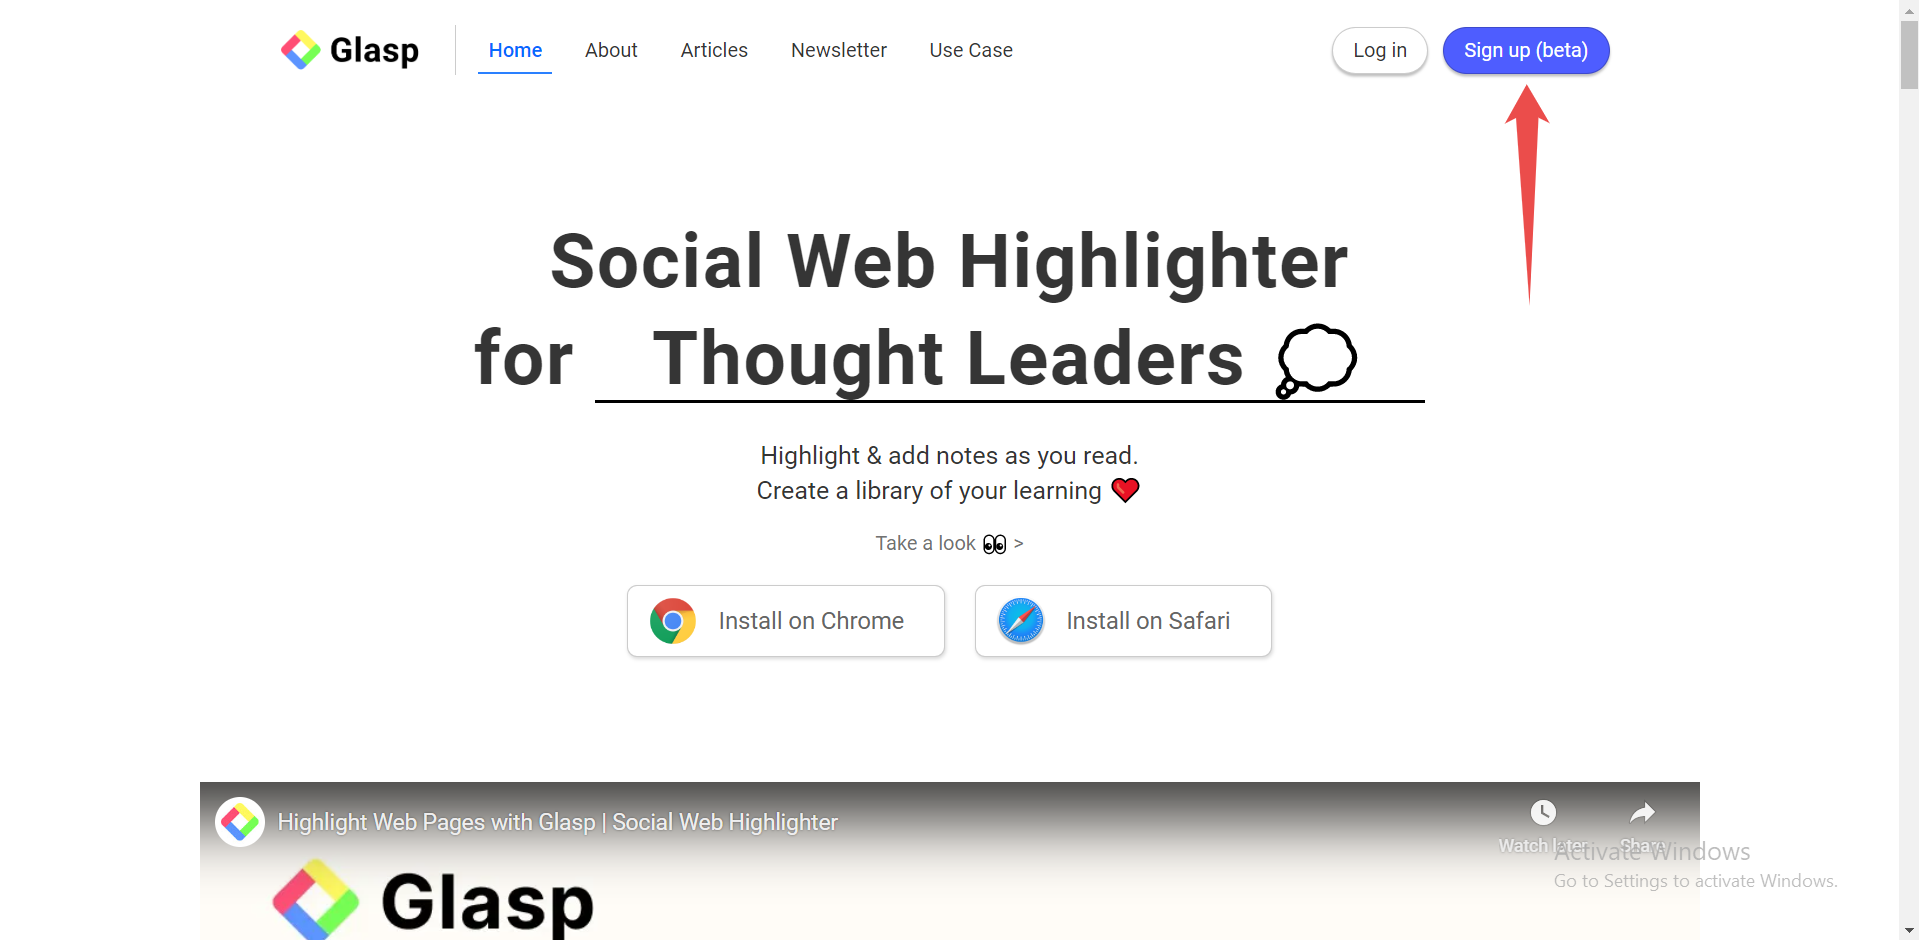 Glasp
Home About Articles Newsletter Use Case
Log in
Sign up (beta)
Social Web Highlighter
for Thought Leaders
Highlight & add notes as you read.
Create a library of your learning
Take a look >
Install on Chrome
Install on Safari
Highlight Web Pages with Glasp | Social Web Highlighter
Watch later
Share
Activate Windows
Go to Settings to activate Windows.
Glasp